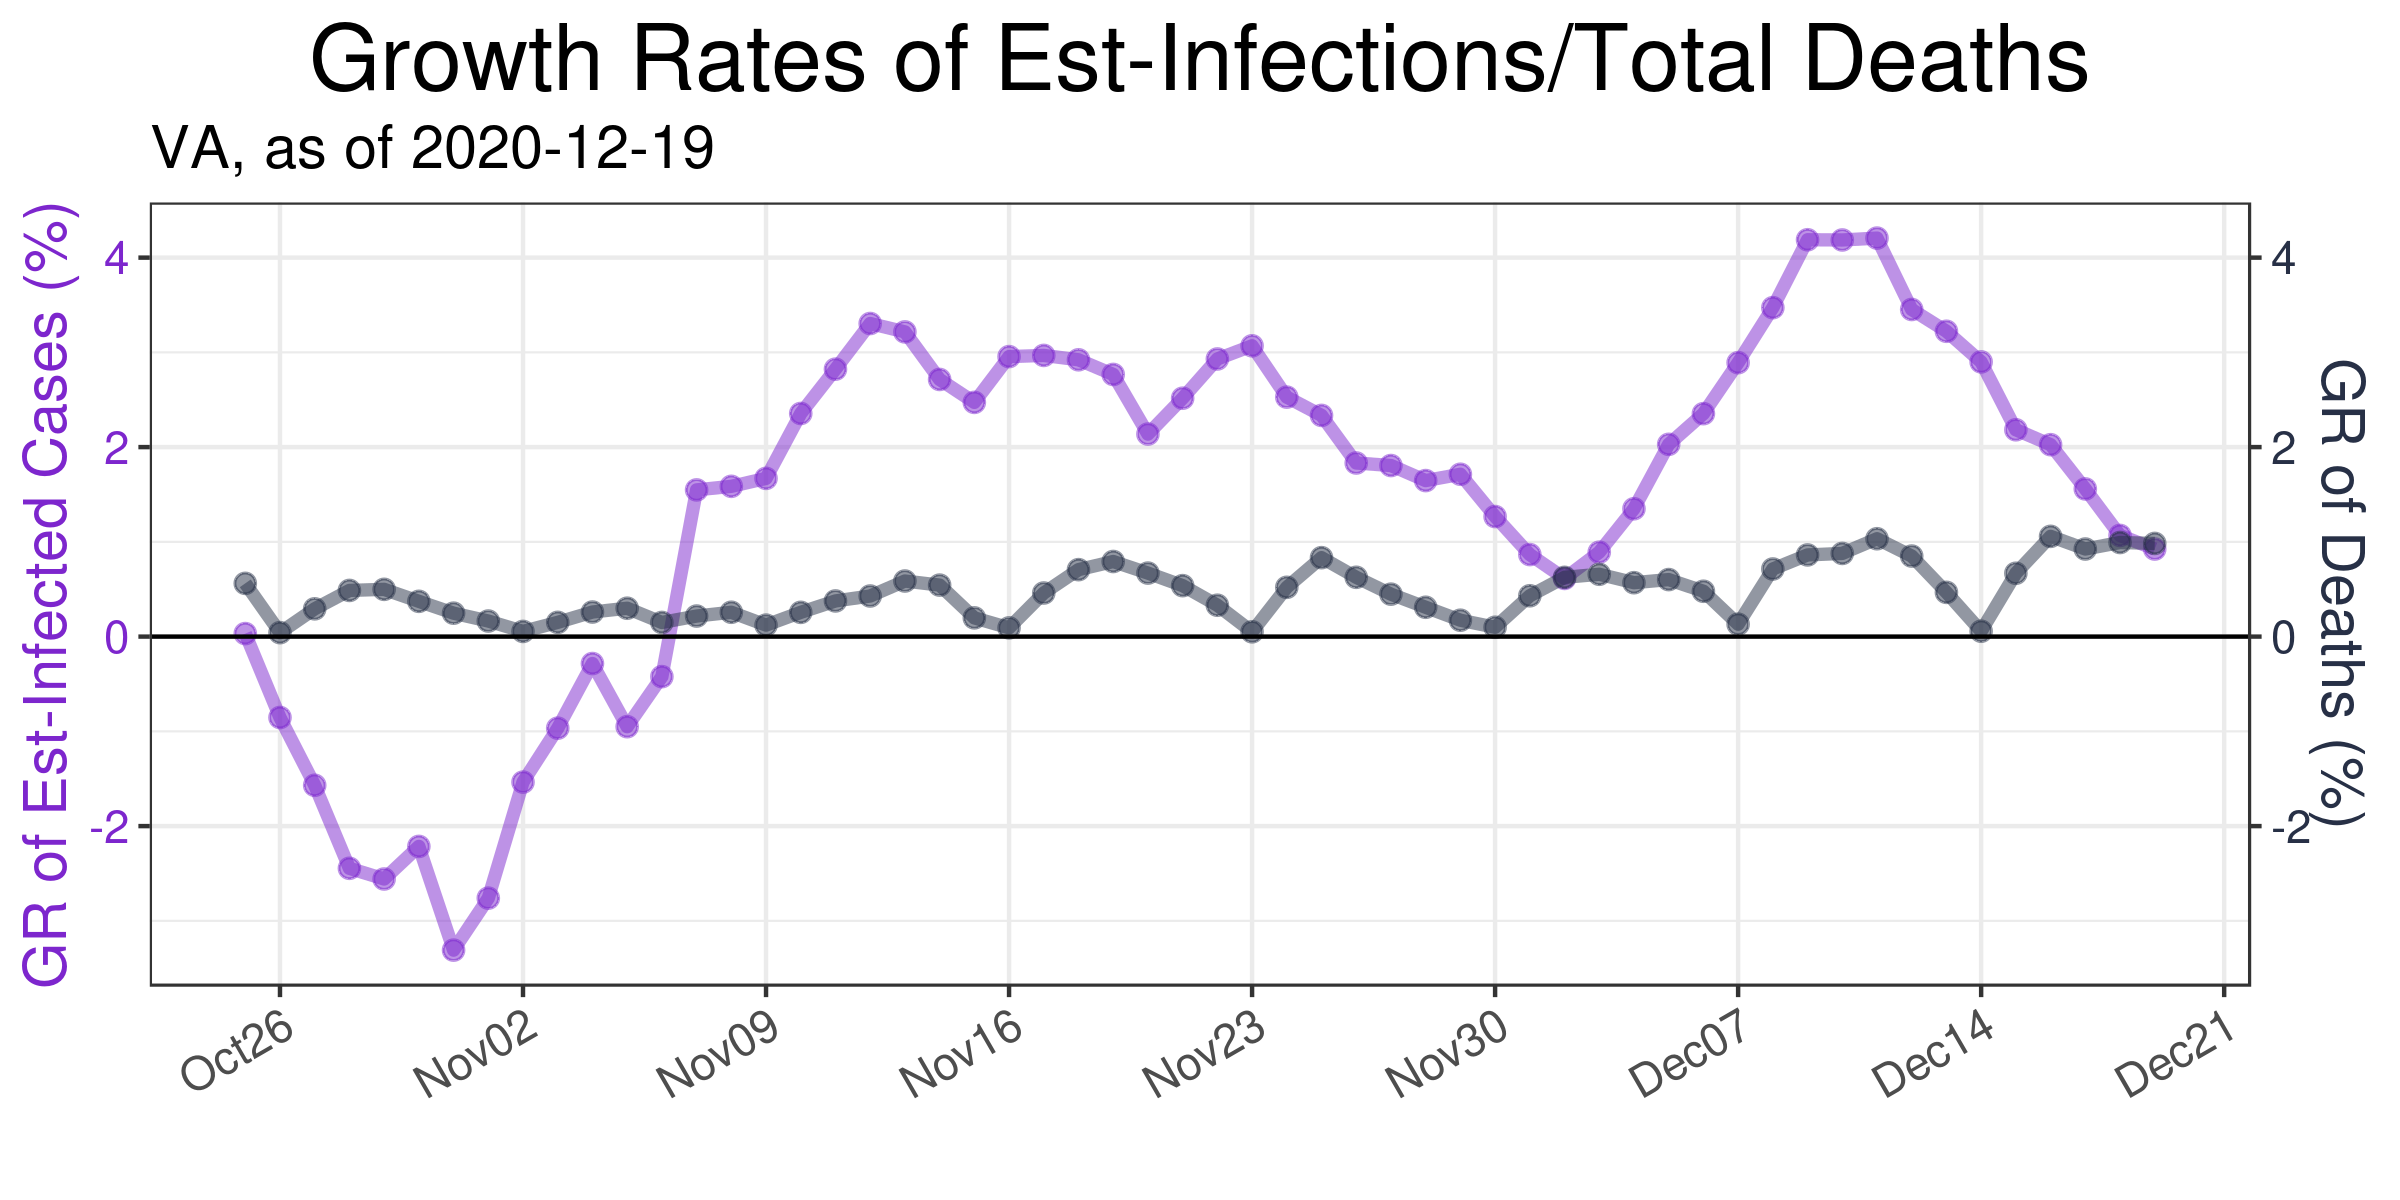 Growth Rates of Est-Infections/Total Deaths
VA, as of 2020-12-19
GR of Est-Infected Cases (%)
4
2
0
-2
4
2
0
-2
GR of Deaths (%)
Oct26
Nov02
Nov09
Nov16
Nov23
Nov30
Dec07
Dec14
Dec21